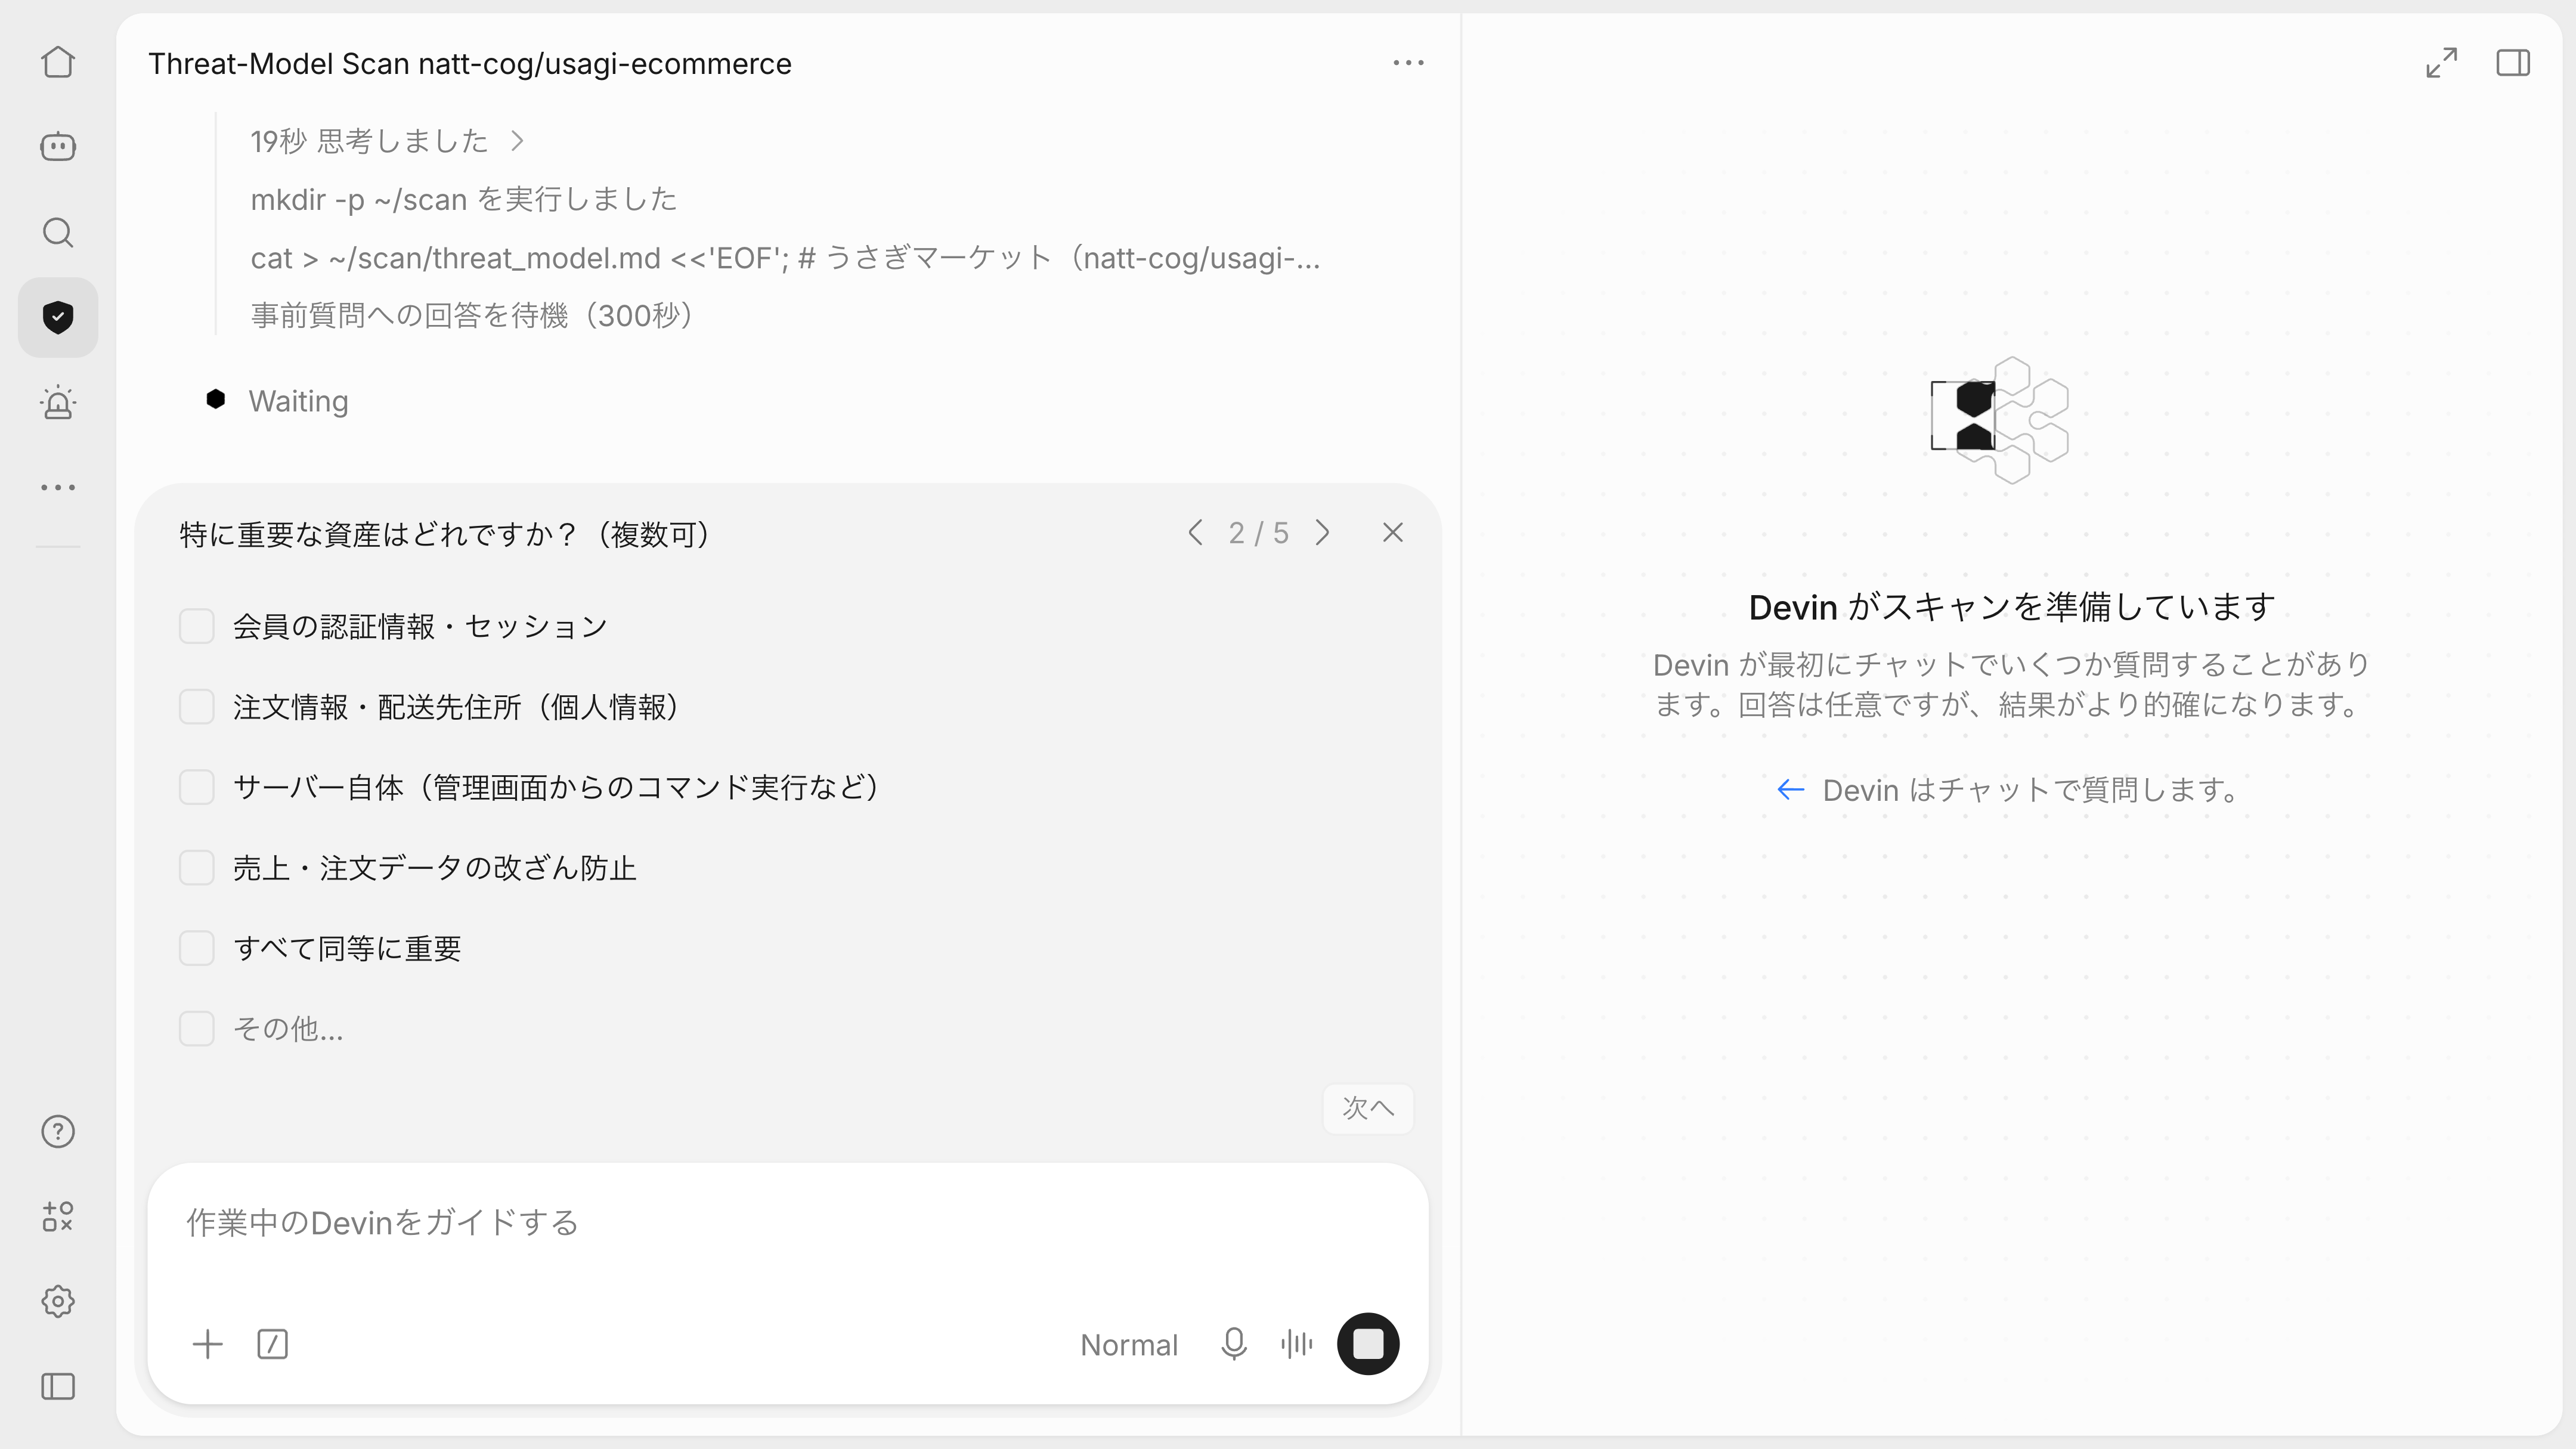 Threat-Model Scan natt-cog/usagi-ecommerce
19秒 思考しました
mkdir -p ~/scan を実行しました
cat > ~/scan/threat_model.md <<'EOF'; # うさぎマーケット（natt-cog/usagi-...
事前質問への回答を待機（300秒）
Waiting
特に重要な資産はどれですか？（複数可）
2 / 5
会員の認証情報・セッション
注文情報・配送先住所（個人情報）
サーバー自体（管理画面からのコマンド実行など）
売上・注文データの改ざん防止
すべて同等に重要
その他...
次へ
作業中のDevinをガイドする
Normal
Devin がスキャンを準備しています
Devin が最初にチャットでいくつか質問することがあり
ます。回答は任意ですが、結果がより的確になります。
← Devin はチャットで質問します。